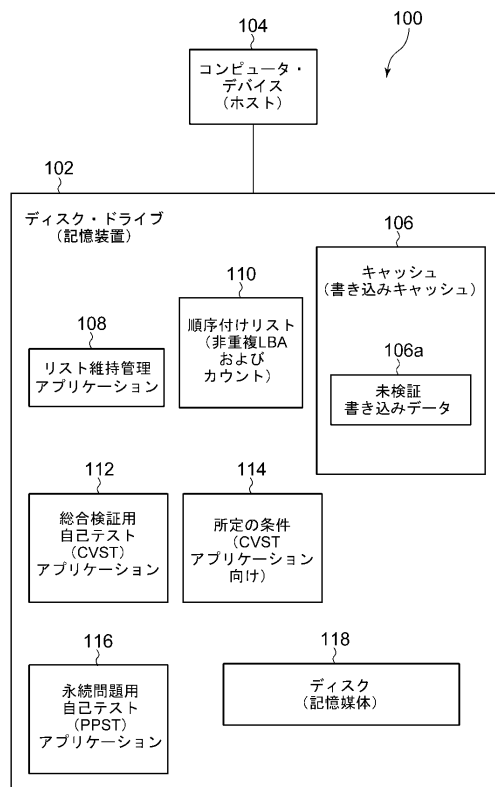 100
104
コンピュータ・
デバイス
(ホスト)
102
ディスク・ドライブ
(記憶装置)
106
キャッシュ
(書き込みキャッシュ)
110
順序付けリスト
(非重複LBA
および
カウント)
108
リスト維持管理
アプリケーション
106a
未検証
書き込みデータ
112
総合検証用
自己テスト
(CVST)
アプリケーション
114
所定の条件
(CVST
アプリケーション
向け)
116
永続問題用
自己テスト
(PPST)
アプリケーション
118
ディスク
(記憶媒体)